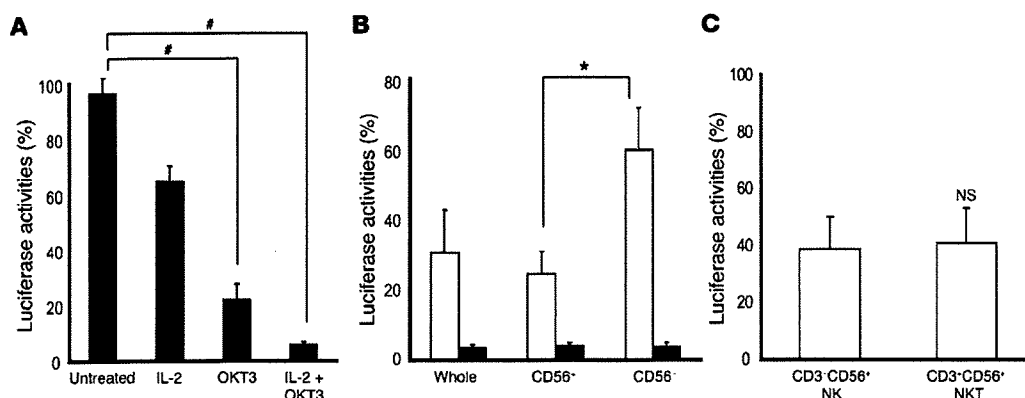 A
#
#
Luciferase activities (%)
100
80
60
40
20
0
Untreated
IL-2
OKT3
IL-2 +
OKT3
B
*
Luciferase activities (%)
80
60
40
20
0
Whole
CD56⁺
CD56⁻
C
Luciferase activities (%)
100
80
60
40
20
0
NS
CD3⁻CD56⁺
NK
CD3⁺CD56⁺
NKT